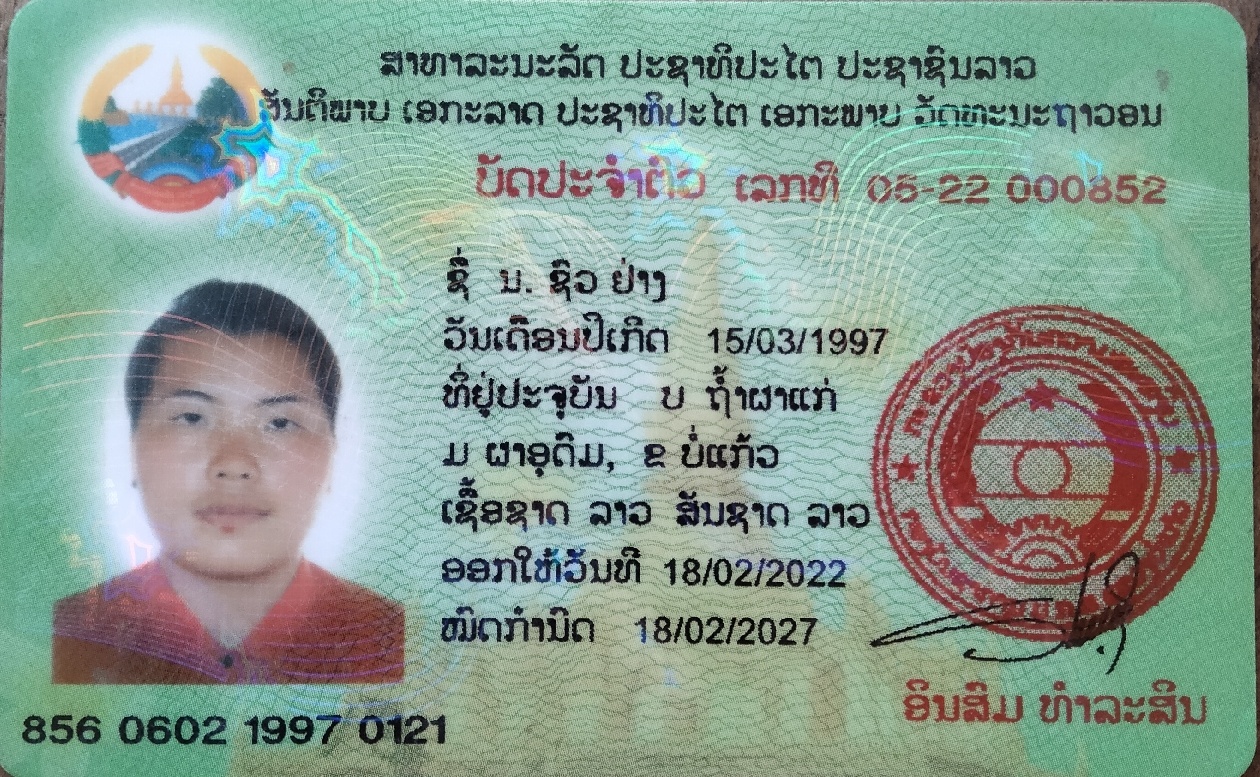 ສາທາລະນະລັດ ປະຊາທິປະໄຕ ປະຊາຊົນລາວ
ສັນຕິພາບ ເອກະລາດ ປະຊາທິປະໄຕ ເອກະພາບ ວັດທະນະຖາວອນ
ບັດປະຈຳຕົວ ເລກທີ 05-22 000852
ຊື່ ນ. ຊົວ ຢ່າງ
ວັນເດືອນປີເກີດ 15/03/1997
ທີ່ຢູ່ປະຈຸບັນ ບ ຖ້ຳຜາແກ່
ມ ຜາອຸດົມ, ຂ ບໍ່ແກ້ວ
ເຊື້ອຊາດ ລາວ ສັນຊາດ ລາວ
ອອກໃຫ້ວັນທີ 18/02/2022
ໝົດກຳນົດ 18/02/2027
ອິນສົມ ທຳລະສິນ
856 0602 1997 0121